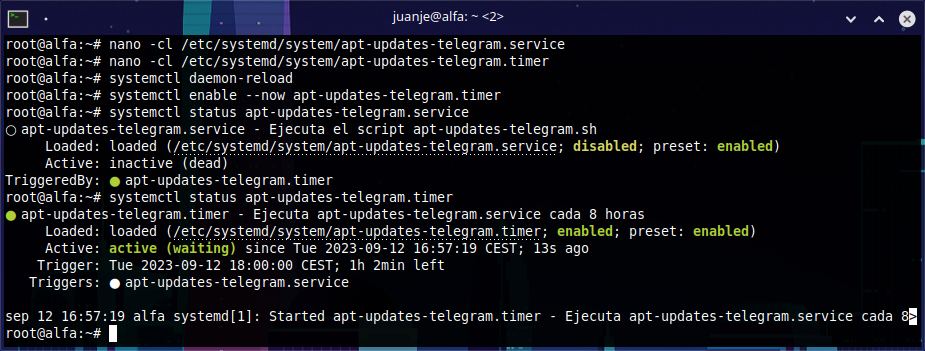 juanje@alfa: ~ <2>
root@alfa:~# nano -cl /etc/systemd/system/apt-updates-telegram.service
root@alfa:~# nano -cl /etc/systemd/system/apt-updates-telegram.timer
root@alfa:~# systemctl daemon-reload
root@alfa:~# systemctl enable --now apt-updates-telegram.timer
root@alfa:~# systemctl status apt-updates-telegram.service
○ apt-updates-telegram.service - Ejecuta el script apt-updates-telegram.sh
     Loaded: loaded (/etc/systemd/system/apt-updates-telegram.service; disabled; preset: enabled)
     Active: inactive (dead)
TriggeredBy: ● apt-updates-telegram.timer
root@alfa:~# systemctl status apt-updates-telegram.timer
● apt-updates-telegram.timer - Ejecuta apt-updates-telegram.service cada 8 horas
     Loaded: loaded (/etc/systemd/system/apt-updates-telegram.timer; enabled; preset: enabled)
     Active: active (waiting) since Tue 2023-09-12 16:57:19 CEST; 13s ago
    Trigger: Tue 2023-09-12 18:00:00 CEST; 1h 2min left
   Triggers: ● apt-updates-telegram.service
sep 12 16:57:19 alfa systemd[1]: Started apt-updates-telegram.timer - Ejecuta apt-updates-telegram.service cada 8>
root@alfa:~#